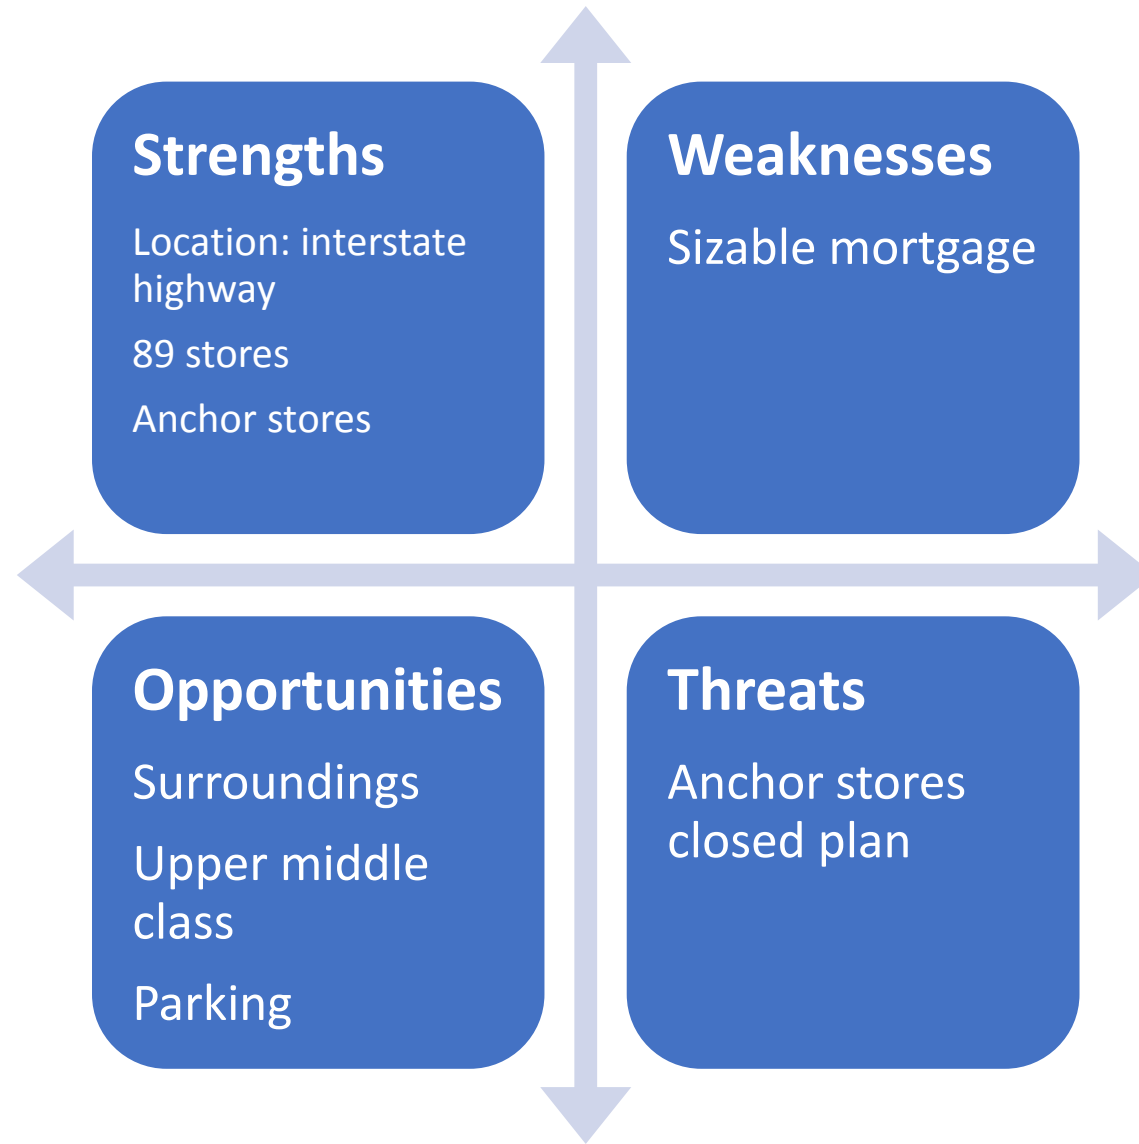 Strengths
Location: interstate
highway
89 stores
Anchor stores
Weaknesses
Sizable mortgage
Opportunities
Surroundings
Upper middle
class
Parking
Threats
Anchor stores
closed plan